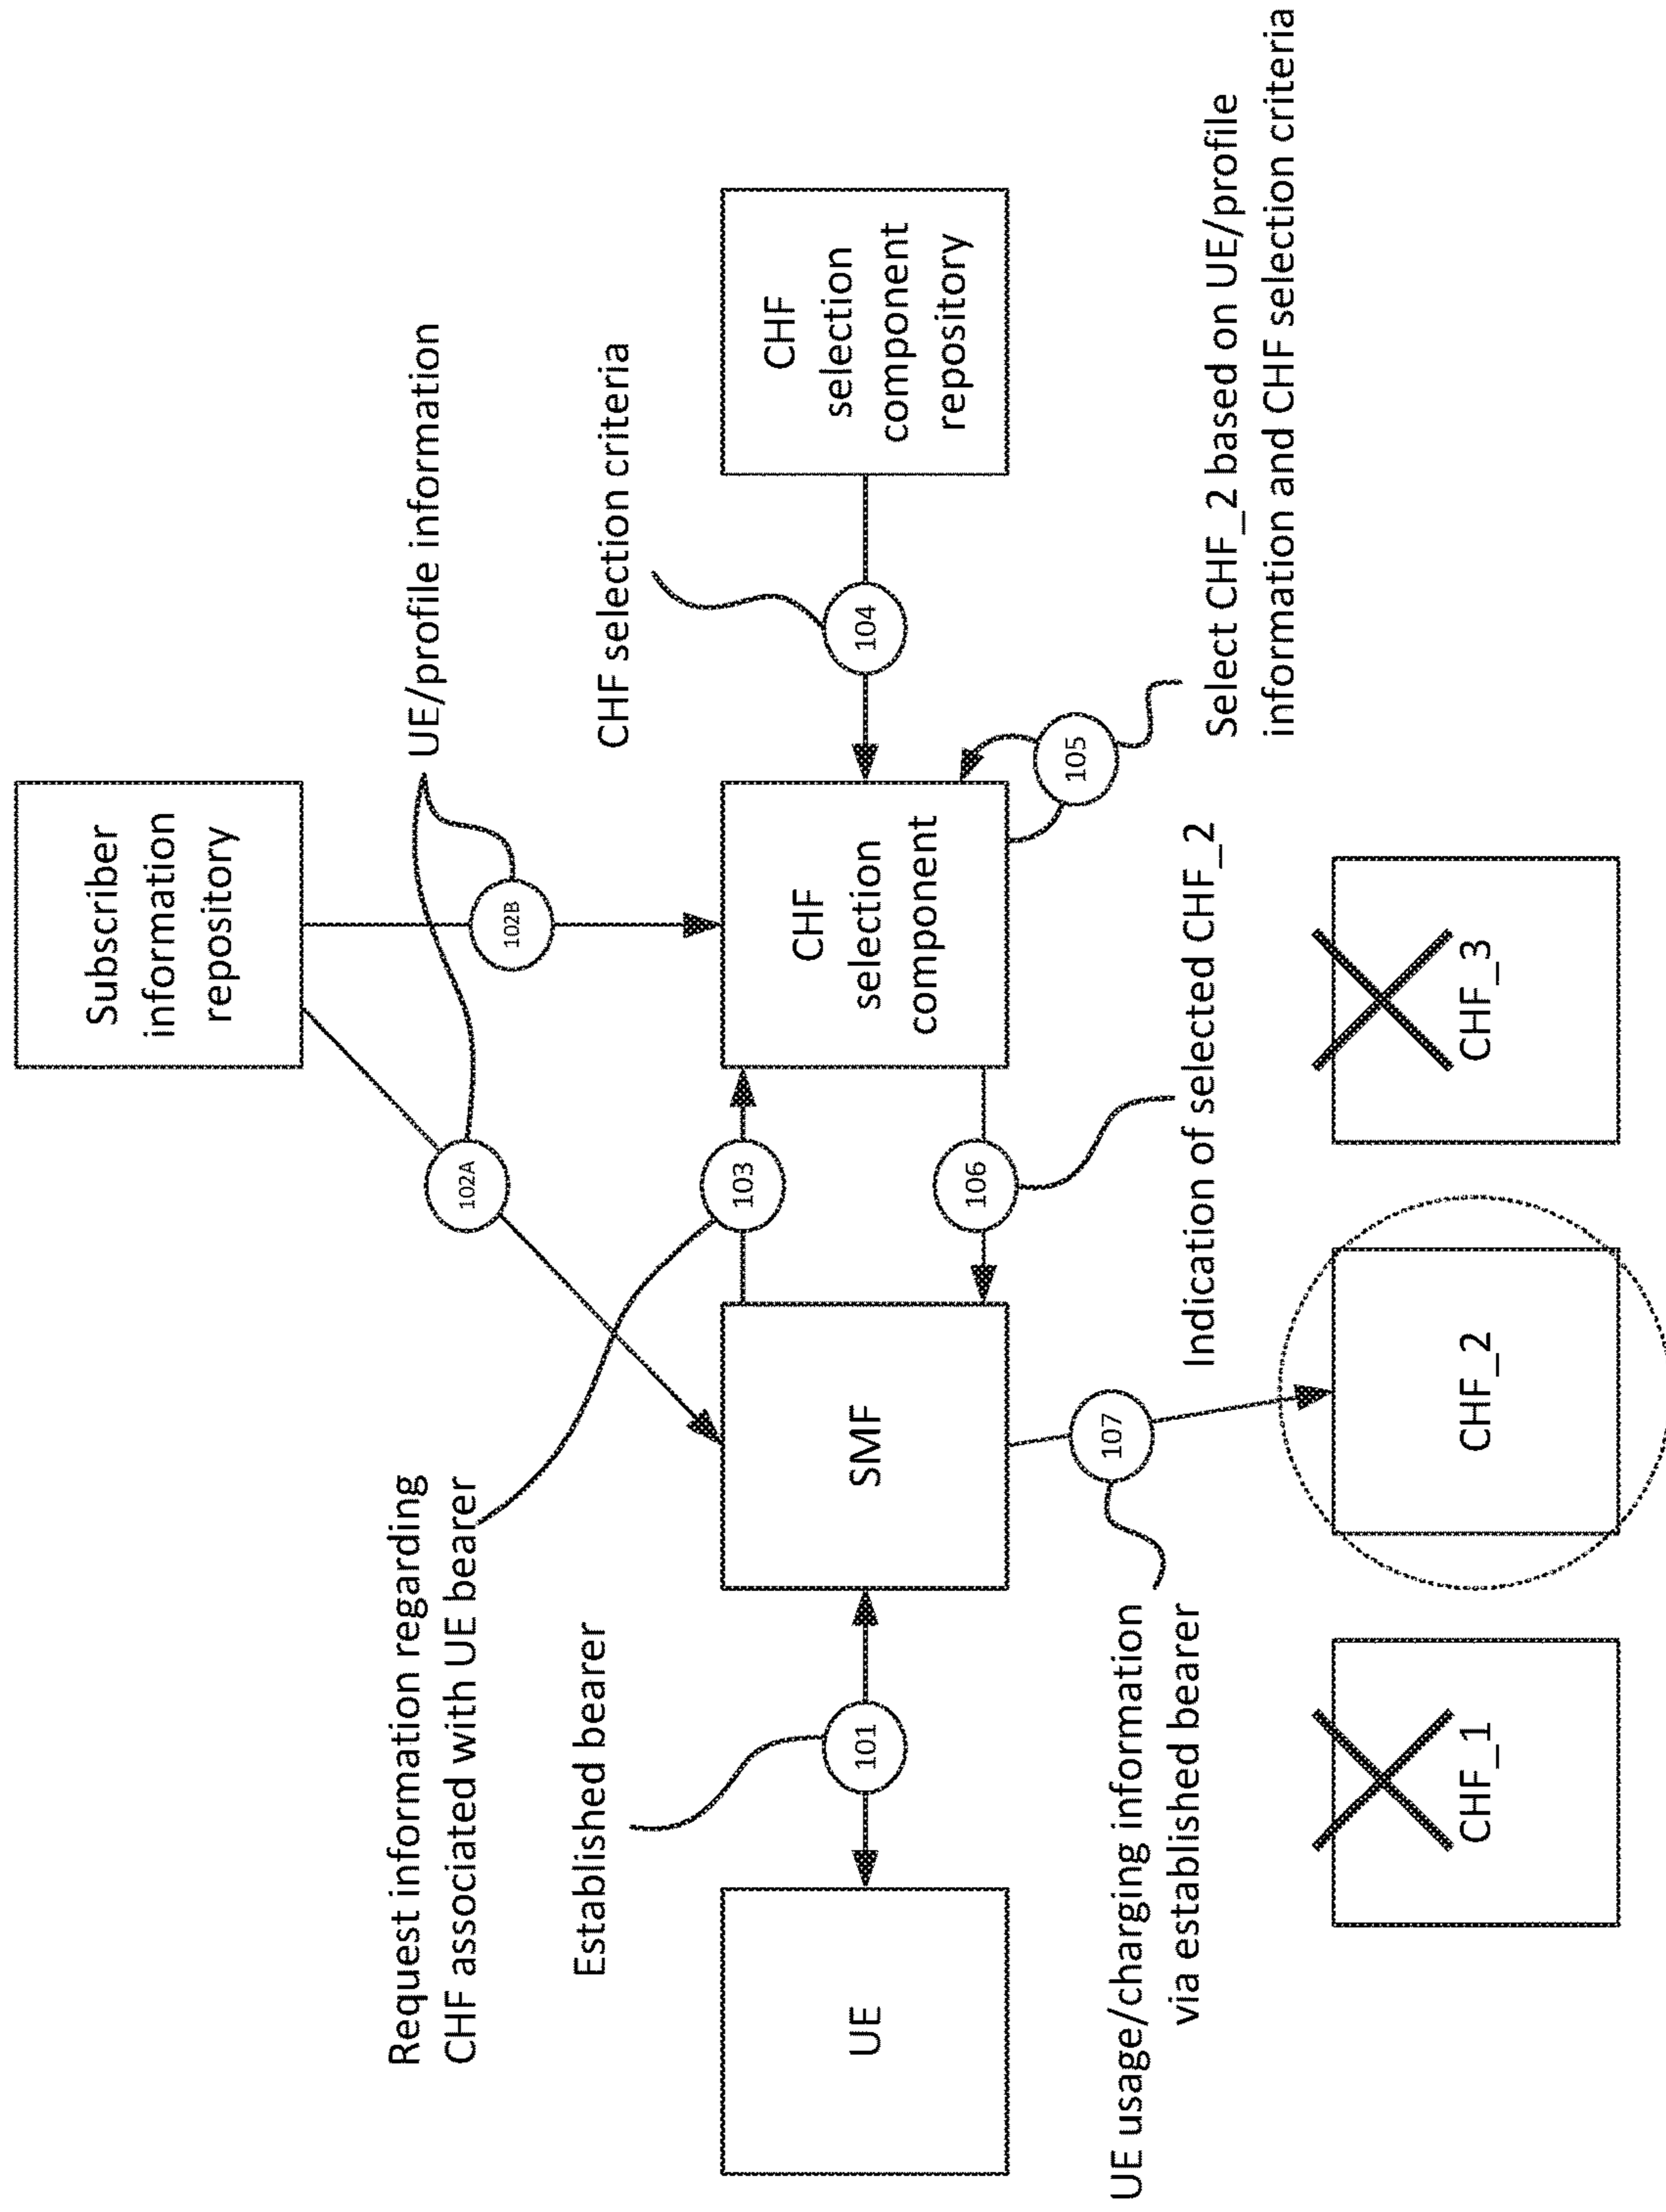 Subscriber
information
repository
UE/profile information
102A
102B
Request information regarding
CHF associated with UE bearer
Established bearer
CHF selection criteria
UE
101
SMF
103
106
CHF
selection
component
104
CHF
selection
component
repository
105
Select CHF_2 based on UE/profile
information and CHF selection criteria
Indication of selected CHF_2
107
UE usage/charging information
via established bearer
CHF_1
CHF_2
CHF_3